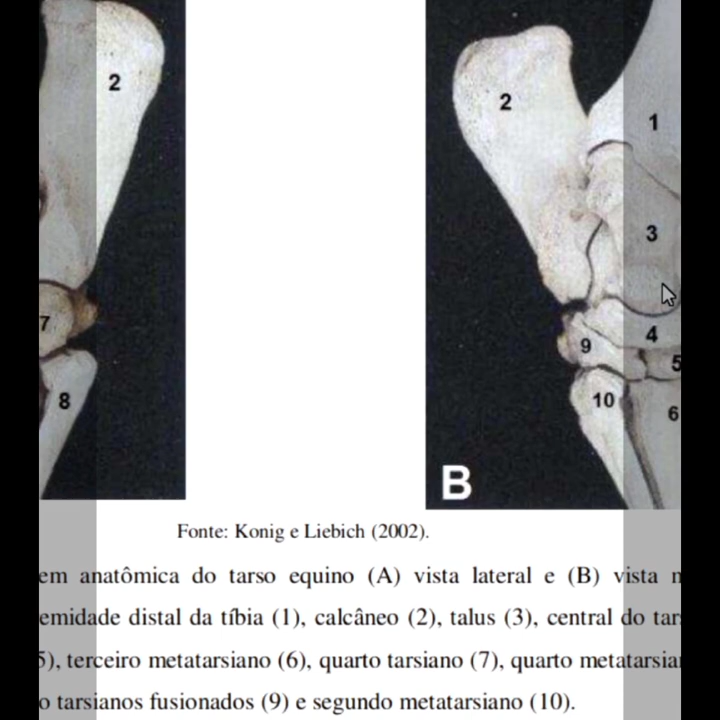 2
2
1
3
7
4
9
5
8
10
6
B
Fonte: Konig e Liebich (2002).
em anatômica do tarso equino (A) vista lateral e (B) vista
emidade distal da tíbia (1), calcâneo (2), talus (3), central do tars
5), terceiro metatarsiano (6), quarto tarsiano (7), quarto metatarsian
o tarsianos fusionados (9) e segundo metatarsiano (10).